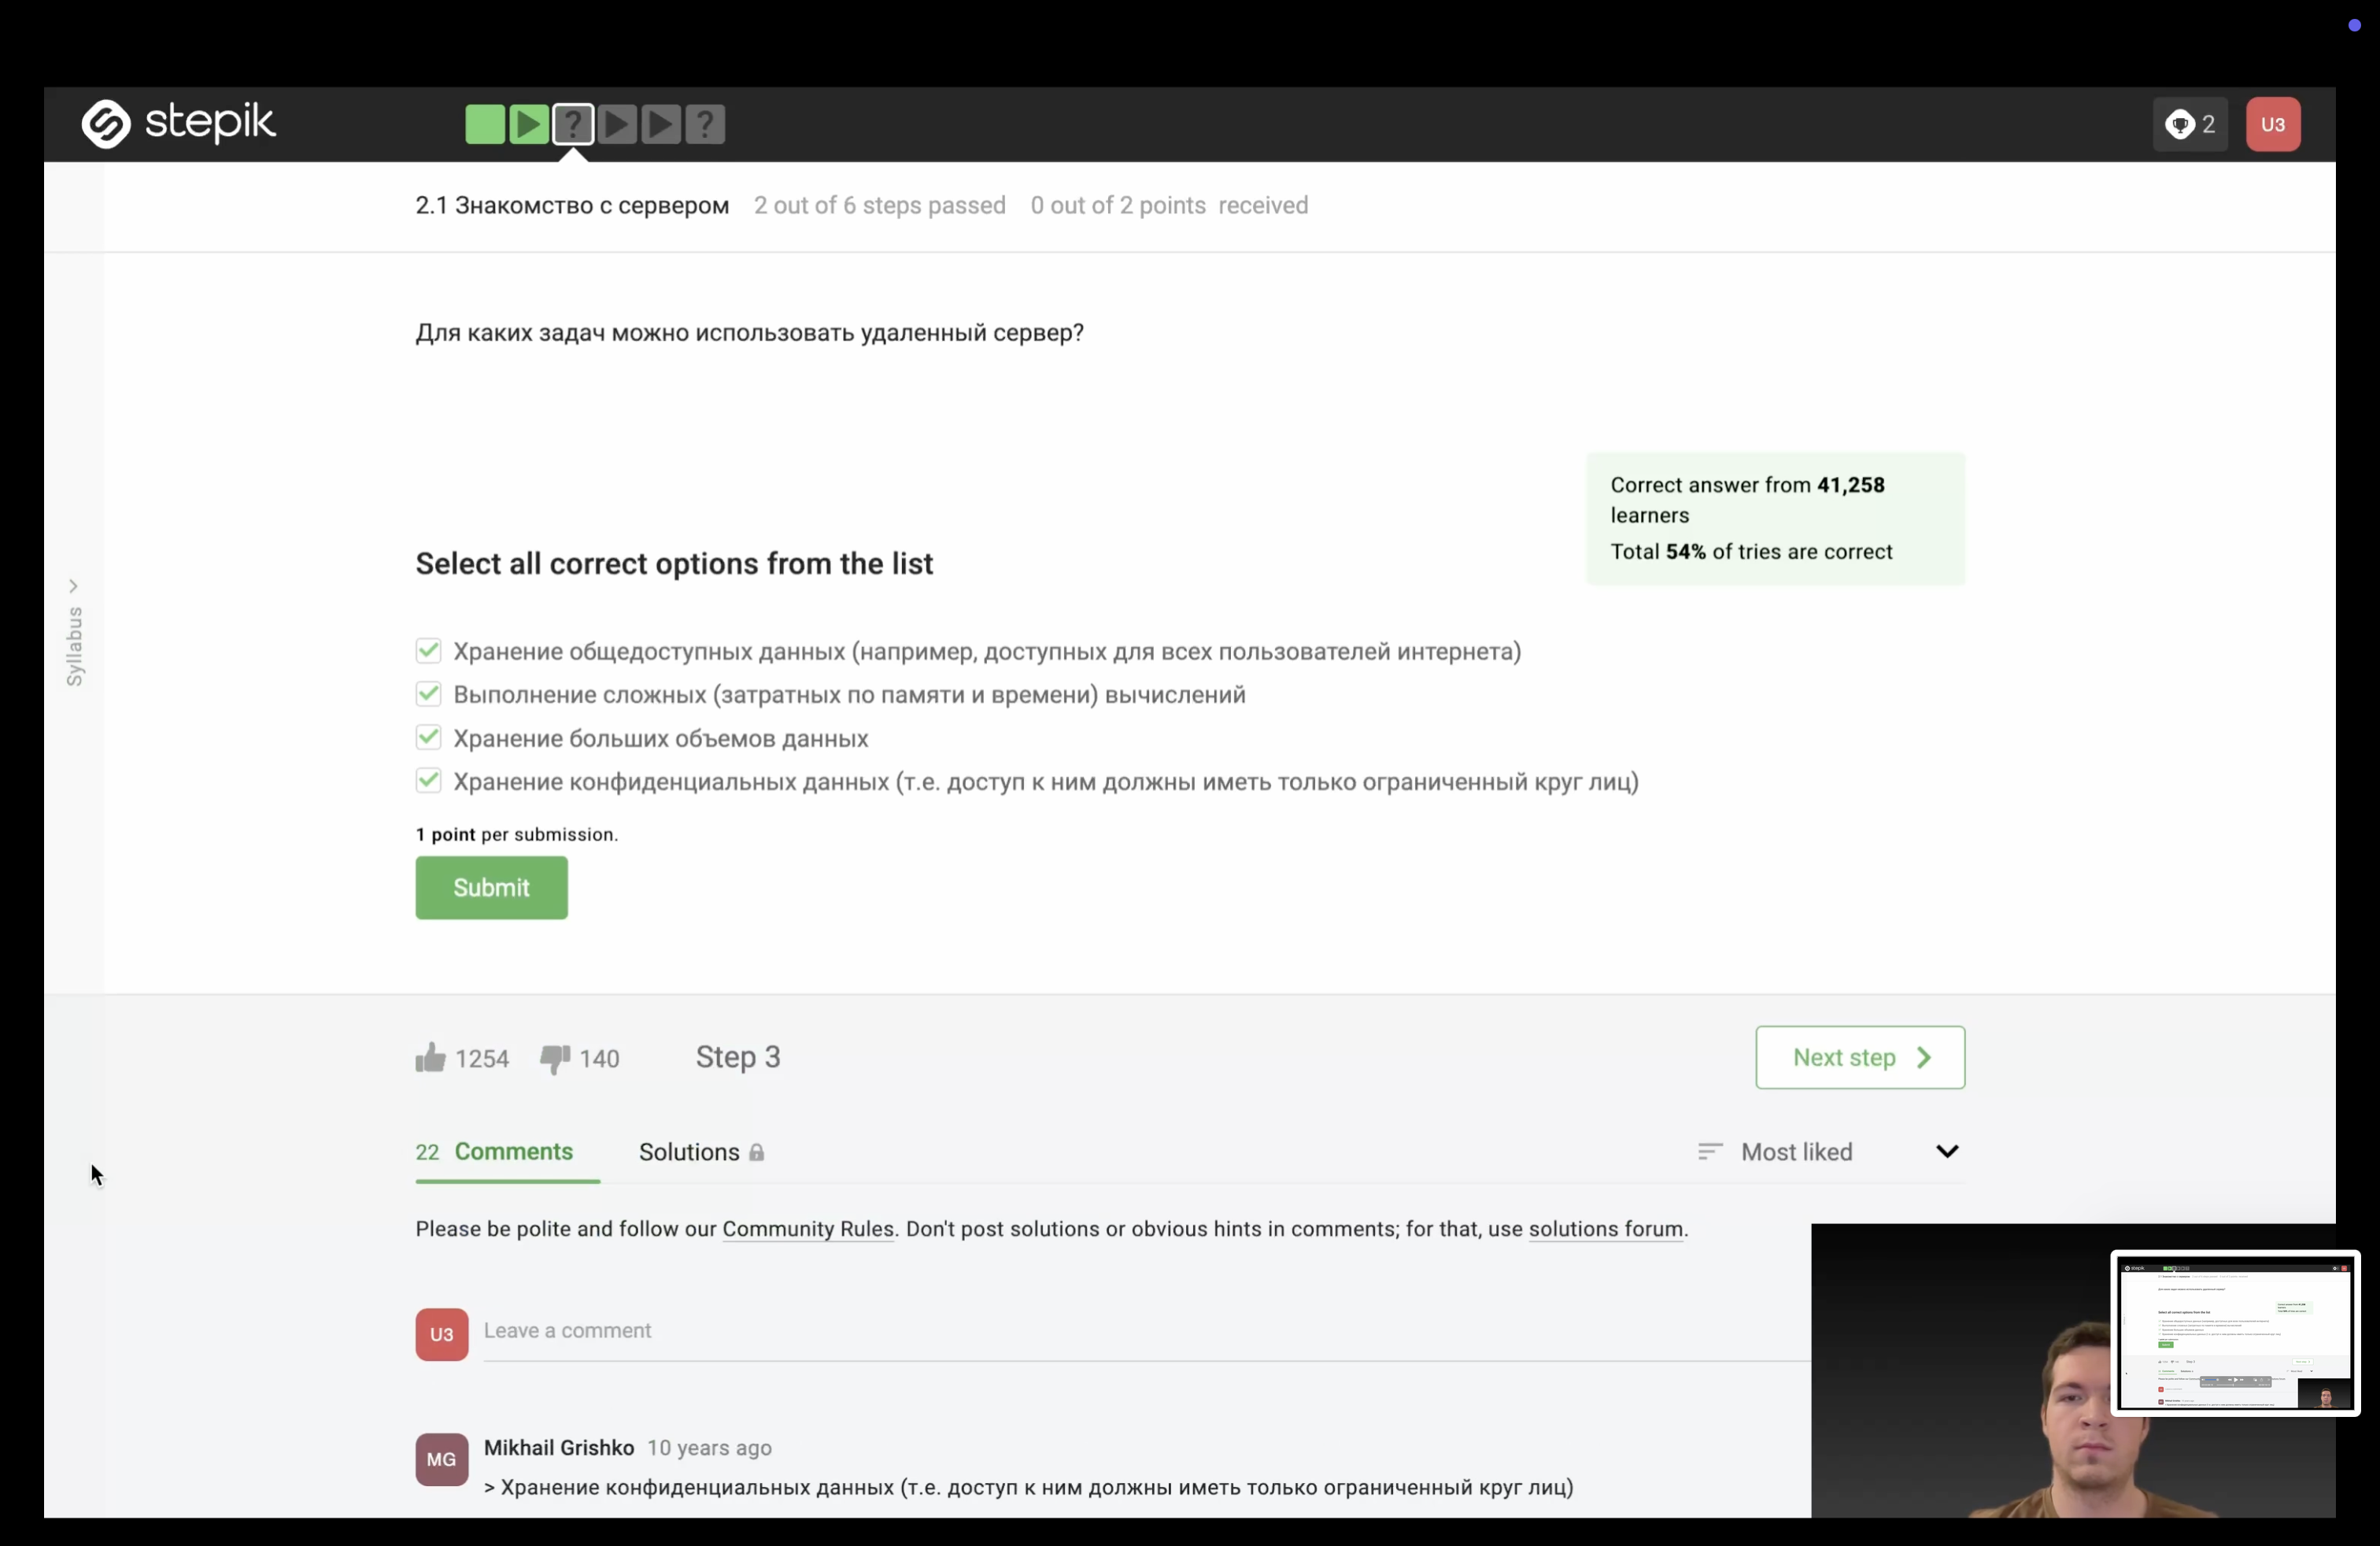 stepik
? ?
2
U3
2.1 Знакомство с сервером 2 out of 6 steps passed 0 out of 2 points received
Для каких задач можно использовать удаленный сервер?
Correct answer from 41,258
learners
Total 54% of tries are correct
Select all correct options from the list
Syllabus
Хранение общедоступных данных (например, доступных для всех пользователей интернета)
Выполнение сложных (затратных по памяти и времени) вычислений
Хранение больших объемов данных
Хранение конфиденциальных данных (т.е. доступ к ним должны иметь только ограниченный круг лиц)
1 point per submission.
Submit
1254 140 Step 3
Next step
22 Comments Solutions
Most liked
Please be polite and follow our Community Rules. Don't post solutions or obvious hints in comments; for that, use solutions forum.
U3 Leave a comment
MG Mikhail Grishko 10 years ago
> Хранение конфиденциальных данных (т.е. доступ к ним должны иметь только ограниченный круг лиц)